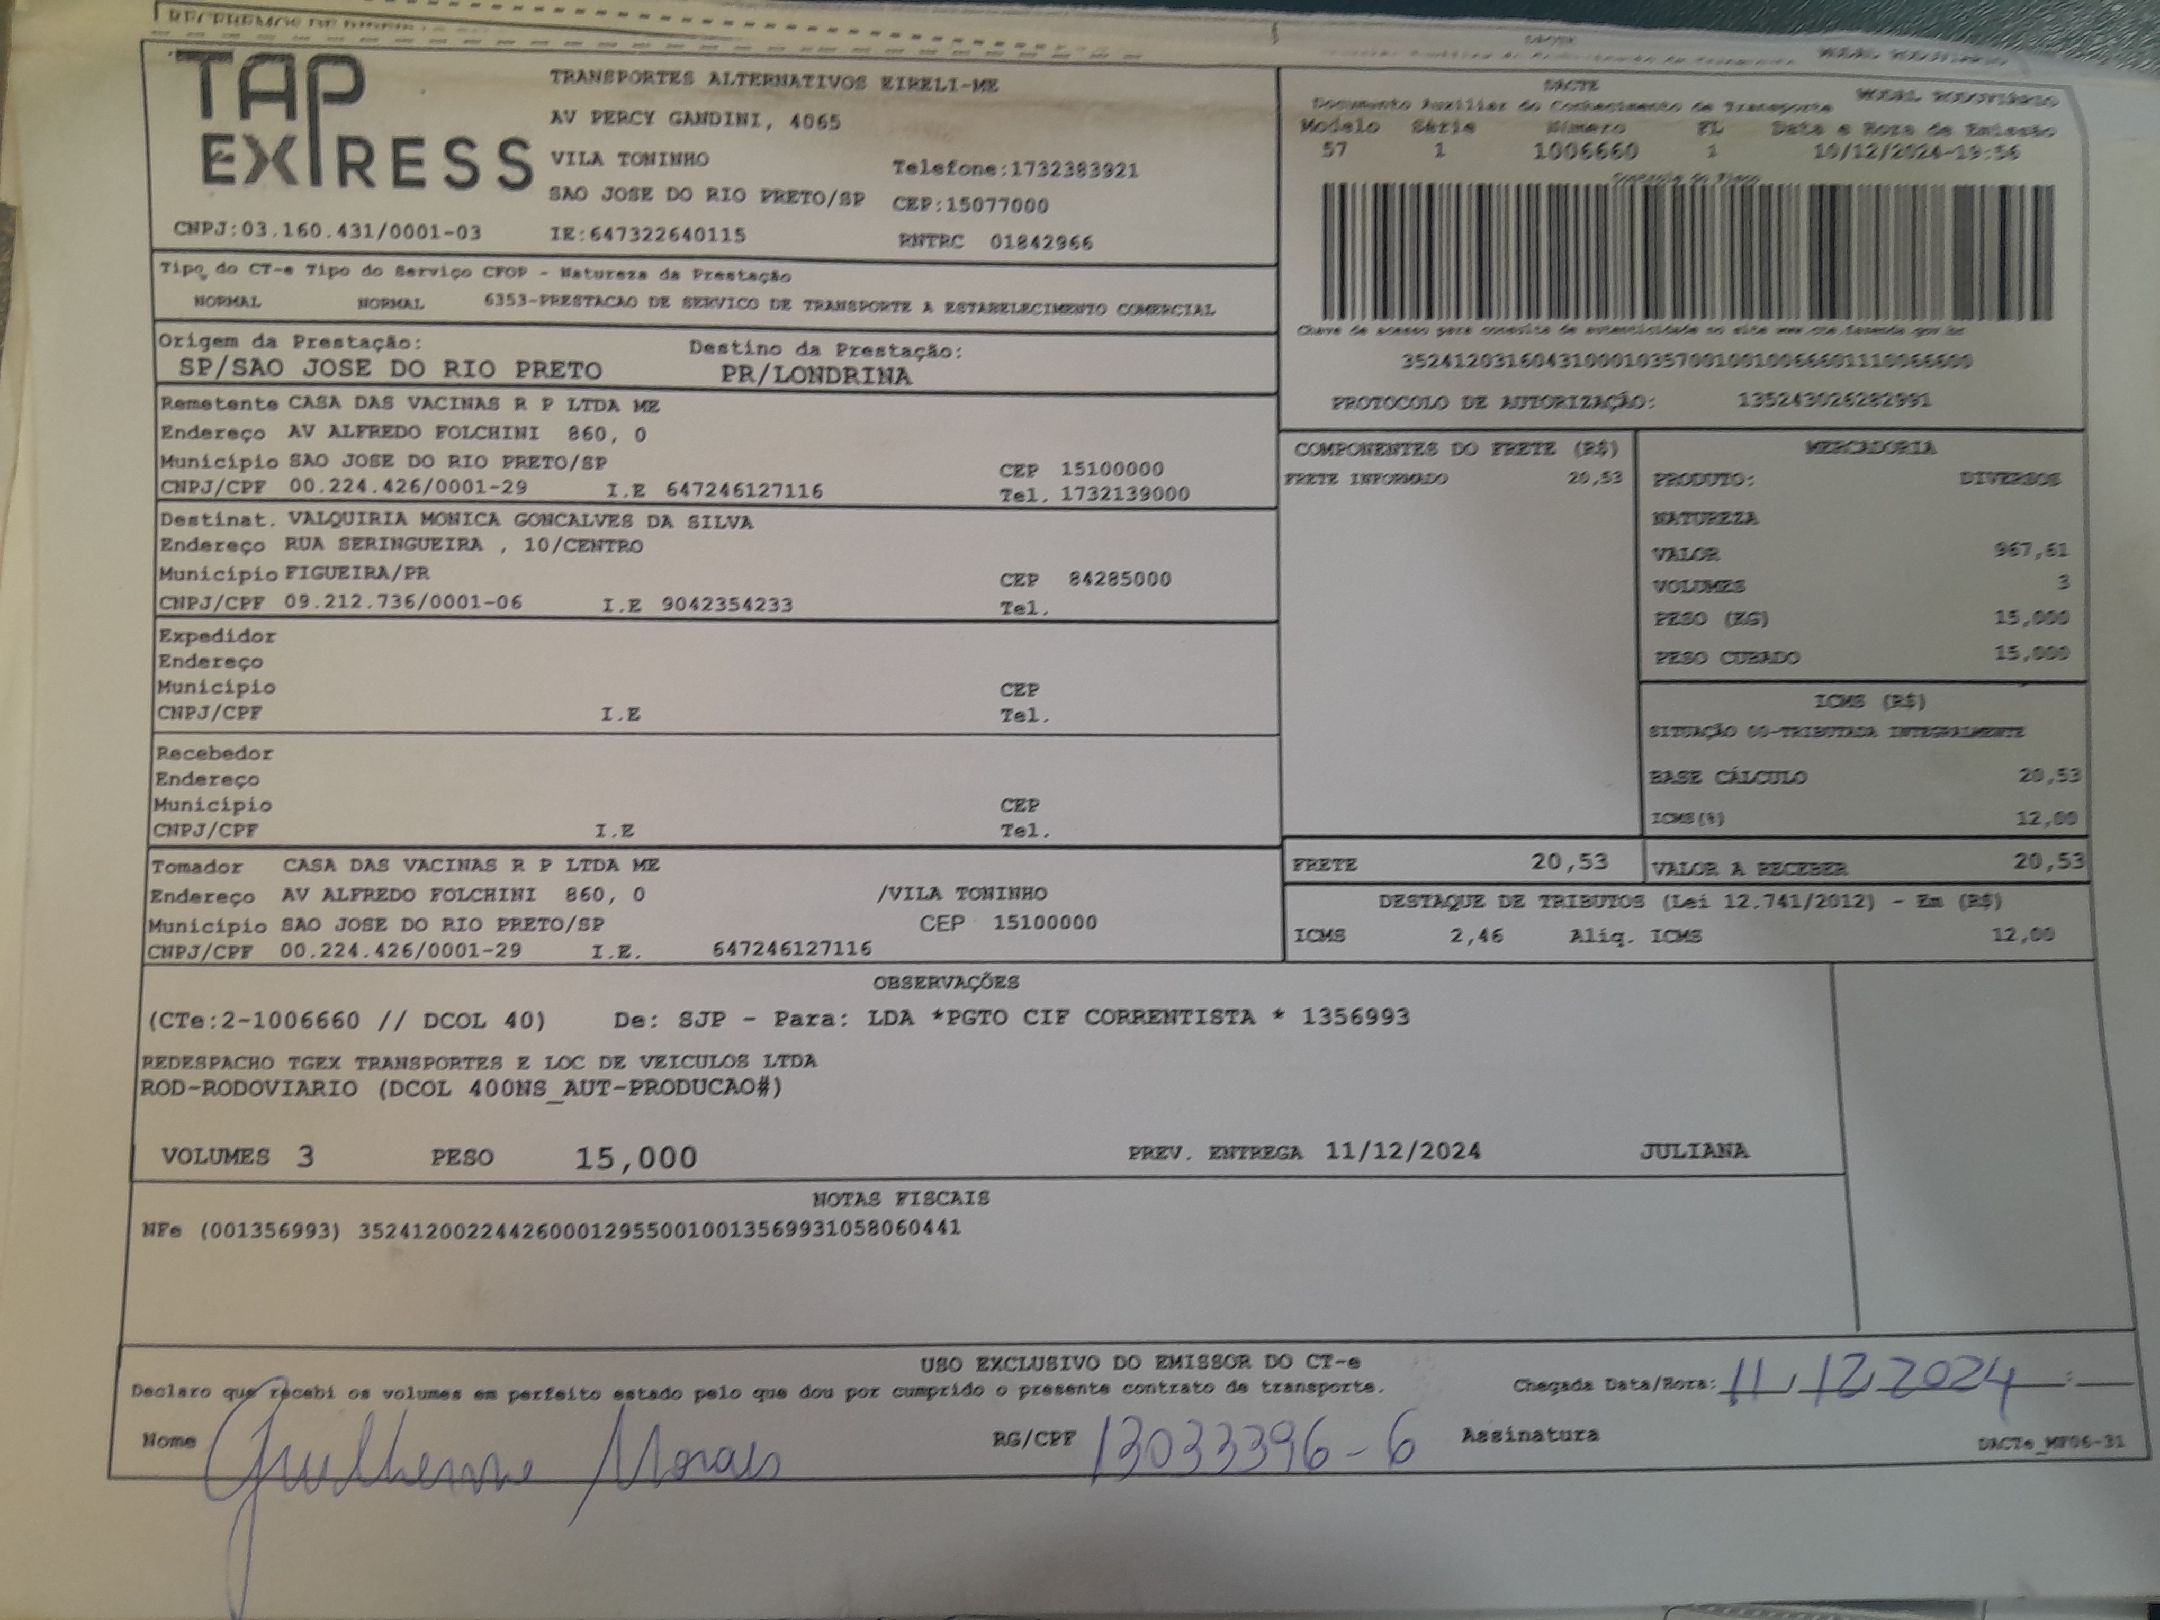 TAP
EXPRESS
TRANSPORTES ALTERNATIVOS EIRELI-ME
AV PERCY GANDINI, 4065
VILA TONINHO Telefone:1732383921
SAO JOSE DO RIO PRETO/SP CEP:15077000
CNPJ:03.160.431/0001-03 IE:647322640115 RNTRC 01842966
DACTE
Documento Auxiliar do Conhecimento de Transporte MODAL RODOVIÁRIO
Modelo Série Número FL Data e Hora de Emissão
57 1 1006660 1 10/12/2024-19:56
Tipo do CT-e Tipo do Serviço CFOP - Natureza da Prestação
NORMAL NORMAL 6353-PRESTACAO DE SERVICO DE TRANSPORTE A ESTABELECIMENTO COMERCIAL
Chave de acesso para consulta de autenticidade no site www.cte.fazenda.gov.br
35241203160431000103570010010066601110066600
PROTOCOLO DE AUTORIZAÇÃO: 135243026282991
Origem da Prestação: Destino da Prestação:
SP/SAO JOSE DO RIO PRETO PR/LONDRINA
Remetente CASA DAS VACINAS R P LTDA ME
Endereço AV ALFREDO FOLCHINI 860, 0
Município SAO JOSE DO RIO PRETO/SP CEP 15100000
CNPJ/CPF 00.224.426/0001-29 I.E 647246127116 Tel. 1732139000
Destinat. VALQUIRIA MONICA GONCALVES DA SILVA
Endereço RUA SERINGUEIRA , 10/CENTRO
Município FIGUEIRA/PR CEP 84285000
CNPJ/CPF 09.212.736/0001-06 I.E 9042354233 Tel.
Expedidor
Endereço
Município CEP
CNPJ/CPF I.E Tel.
Recebedor
Endereço
Município CEP
CNPJ/CPF I.E Tel.
Tomador CASA DAS VACINAS R P LTDA ME
Endereço AV ALFREDO FOLCHINI 860, 0 /VILA TONINHO
Município SAO JOSE DO RIO PRETO/SP CEP 15100000
CNPJ/CPF 00.224.426/0001-29 I.E. 647246127116
COMPONENTES DO FRETE (R$)
FRETE INFORMADO 20,53
MERCADORIA
PRODUTO: DIVERSOS
NATUREZA
VALOR 967,61
VOLUMES 3
PESO (KG) 15,000
PESO CUBADO 15,000
ICMS (R$)
SITUAÇÃO 00-TRIBUTADA INTEGRALMENTE
BASE CÁLCULO 20,53
ICMS(%) 12,00
FRETE 20,53 VALOR A RECEBER 20,53
DESTAQUE DE TRIBUTOS (Lei 12.741/2012) - Em (R$)
ICMS 2,46 Aliq. ICMS 12,00
OBSERVAÇÕES
(CTe:2-1006660 // DCOL 40) De: SJP - Para: LDA *PGTO CIF CORRENTISTA * 1356993
REDESPACHO TGEX TRANSPORTES E LOC DE VEICULOS LTDA
ROD-RODOVIARIO (DCOL 400NS_AUT-PRODUCAO#)
VOLUMES 3 PESO 15,000 PREV. ENTREGA 11/12/2024 JULIANA
NOTAS FISCAIS
NFe (001356993) 35241200224426000129550010013569931058060441
USO EXCLUSIVO DO EMISSOR DO CT-e
Declaro que recebi os volumes em perfeito estado pelo que dou por cumprido o presente contrato de transporte. Chegada Data/Hora: 11/12/2024 :
Nome Guilherme Morais RG/CPF 13033396-6 Assinatura DACTe_MF06-31